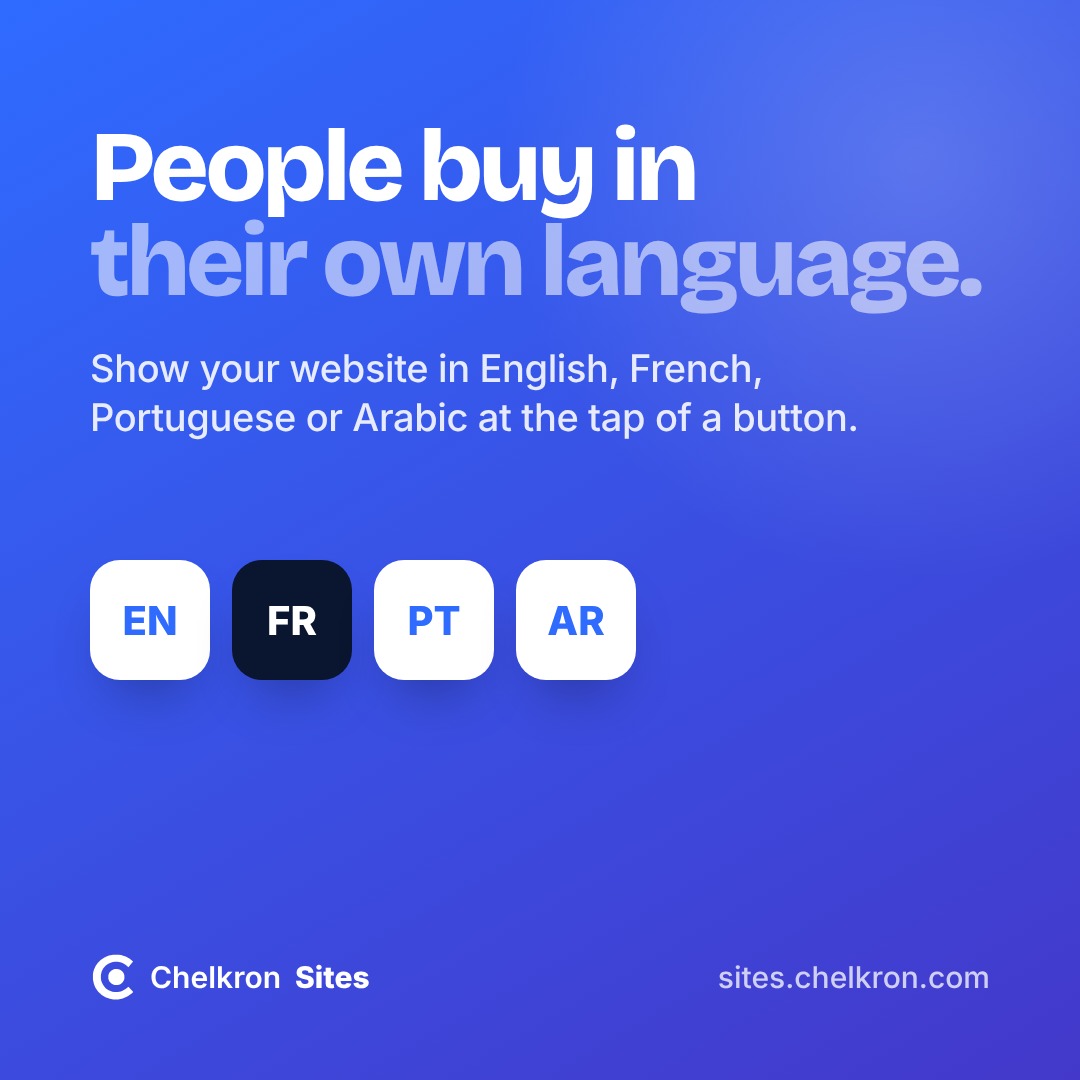 People buy in
their own language.
Show your website in English, French,
Portuguese or Arabic at the tap of a button.
EN FR PT AR
Chelkron Sites
sites.chelkron.com